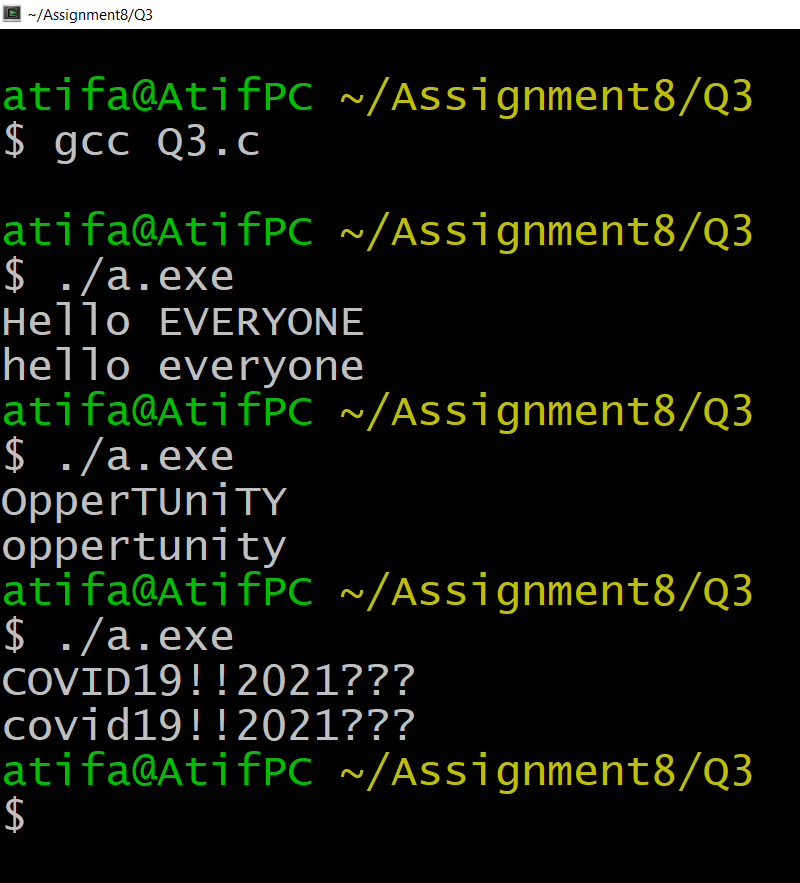 ~/Assignment8/Q3
atifa@AtifPC ~/Assignment8/Q3
$ gcc Q3.c
atifa@AtifPC ~/Assignment8/Q3
$ ./a.exe
Hello EVERYONE
hello everyone
atifa@AtifPC ~/Assignment8/Q3
$ ./a.exe
OpperTUniTY
oppertunity
atifa@AtifPC ~/Assignment8/Q3
$ ./a.exe
COVID19!!2021???
covid19!!2021???
atifa@AtifPC ~/Assignment8/Q3
$